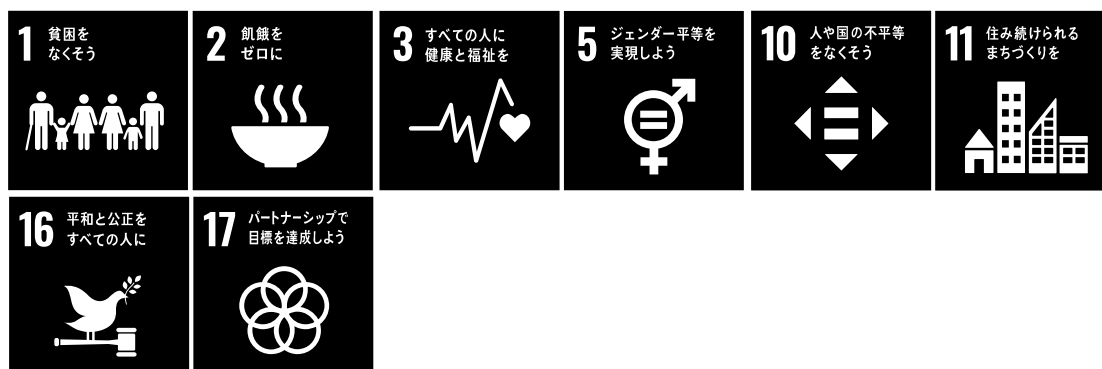 1 貧困を
なくそう
2 飢餓を
ゼロに
3 すべての人に
健康と福祉を
5 ジェンダー平等を
実現しよう
10 人や国の不平等
をなくそう
11 住み続けられる
まちづくりを
16 平和と公正を
すべての人に
17 パートナーシップで
目標を達成しよう